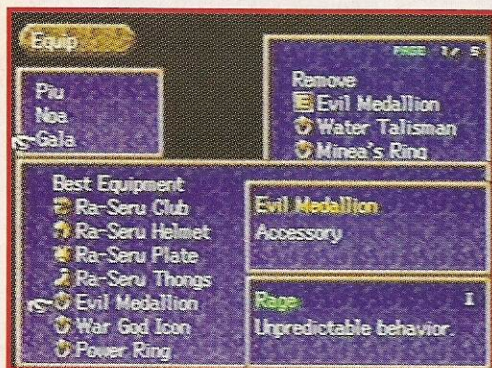 Equip
PAGE 1/ 5
Piu
Noa
Gala
Remove
E Evil Medallion
Water Talisman
Minea's Ring
Best Equipment
Ra-Seru Club
Ra-Seru Helmet
Ra-Seru Plate
Ra-Seru Thongs
Evil Medallion
War God Icon
Power Ring
Evil Medallion
Accessory
Rage 1
Unpredictable behavior.